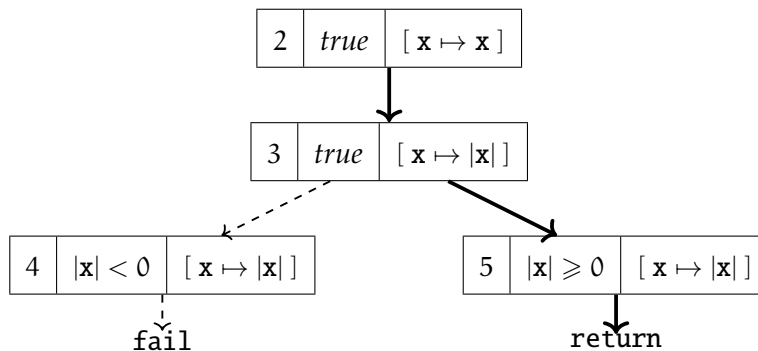 2 true [ x ↦ x ]
3 true [ x ↦ |x| ]
4 |x| < 0 [ x ↦ |x| ] 5 |x| ⩾ 0 [ x ↦ |x| ]
fail return